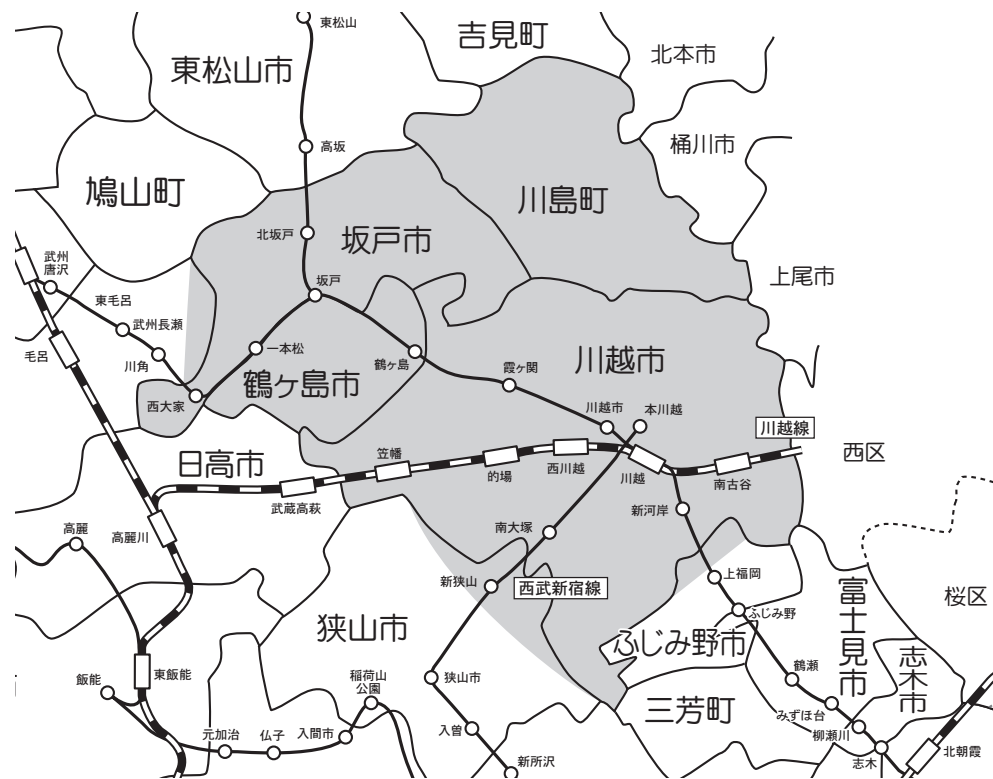 東松山
吉見町
東松山市
北本市
桶川市
高坂
鳩山町
川島町
北坂戸
坂戸市
武州
唐沢
坂戸
上尾市
東毛呂
武州長瀬
毛呂
川角
一本松
鶴ヶ島
霞ヶ関
川越市
鶴ヶ島市
西大家
川越市
本川越
川越線
日高市
笠幡
的場
西川越
川越
南古谷
西区
武蔵高萩
新河岸
高麗
高麗川
南大塚
新狭山
西武新宿線
上福岡
富士見市
桜区
狭山市
ふじみ野
ふじみ野市
志木市
東飯能
飯能
稲荷山
公園
狭山市
鶴瀬
三芳町
みずほ台
元加治
仏子
入間市
入曽
柳瀬川
新所沢
志木
北朝霞